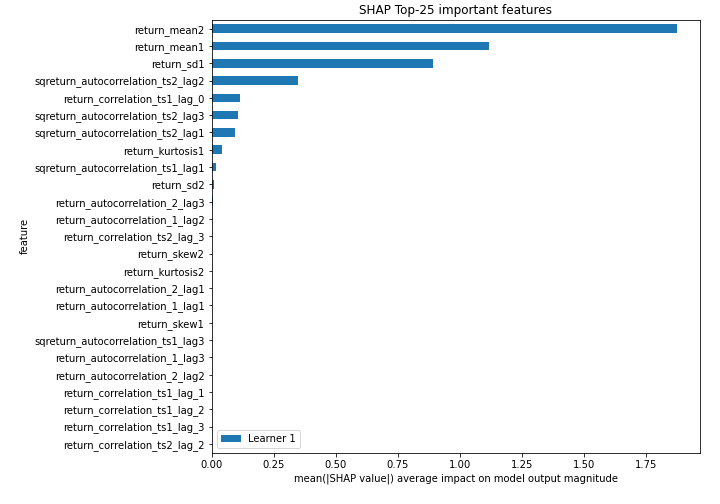 SHAP Top-25 important features
return_mean2
return_mean1
return_sd1
sqreturn_autocorrelation_ts2_lag2
return_correlation_ts1_lag_0
sqreturn_autocorrelation_ts2_lag3
sqreturn_autocorrelation_ts2_lag1
return_kurtosis1
sqreturn_autocorrelation_ts1_lag1
return_sd2
return_autocorrelation_2_lag3
return_autocorrelation_1_lag2
return_correlation_ts2_lag_3
return_skew2
return_kurtosis2
return_autocorrelation_2_lag1
return_autocorrelation_1_lag1
return_skew1
sqreturn_autocorrelation_ts1_lag3
return_autocorrelation_1_lag3
return_autocorrelation_2_lag2
return_correlation_ts1_lag_1
return_correlation_ts1_lag_2
return_correlation_ts1_lag_3
return_correlation_ts2_lag_2
feature
Learner 1
0.00 0.25 0.50 0.75 1.00 1.25 1.50 1.75
mean(|SHAP value|) average impact on model output magnitude